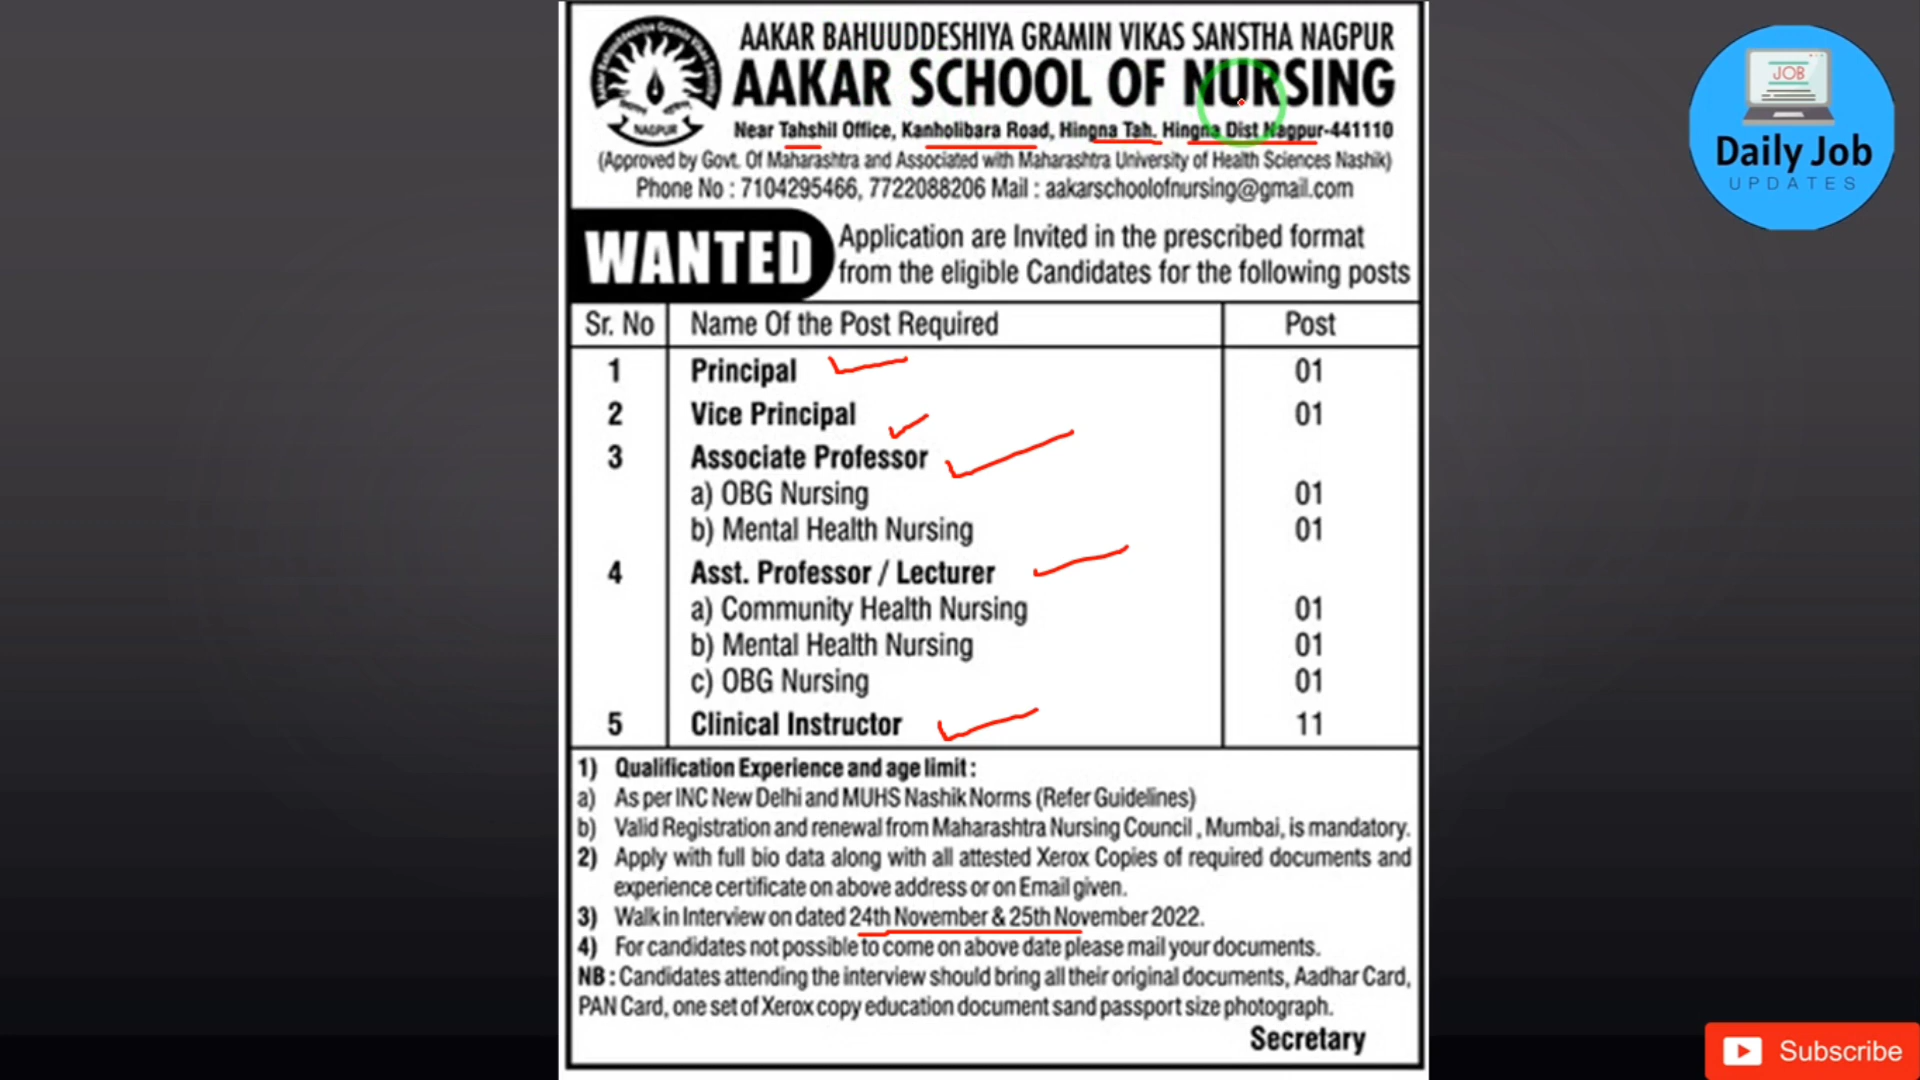 AAKAR BAHUUDDESHIYA GRAMIN VIKAS SANSTHA NAGPUR
AAKAR SCHOOL OF NURSING
Near Tahshil Office, Kanholibara Road, Hingna Tah. Hingna Dist Nagpur-441110
(Approved by Govt. Of Maharashtra and Associated with Maharashtra University of Health Sciences Nashik)
Phone No : 7104295466, 7722088206 Mail : aakarschoolofnursing@gmail.com
NAGPUR
WANTED
Application are Invited in the prescribed format
from the eligible Candidates for the following posts
Sr. No Name Of the Post Required Post
1 Principal 01
2 Vice Principal 01
3 Associate Professor
a) OBG Nursing 01
b) Mental Health Nursing 01
4 Asst. Professor / Lecturer
a) Community Health Nursing 01
b) Mental Health Nursing 01
c) OBG Nursing 01
5 Clinical Instructor 11
1) Qualification Experience and age limit :
a) As per INC New Delhi and MUHS Nashik Norms (Refer Guidelines)
b) Valid Registration and renewal from Maharashtra Nursing Council , Mumbai, is mandatory.
2) Apply with full bio data along with all attested Xerox Copies of required documents and
experience certificate on above address or on Email given.
3) Walk in Interview on dated 24th November & 25th November 2022.
4) For candidates not possible to come on above date please mail your documents.
NB : Candidates attending the interview should bring all their original documents, Aadhar Card,
PAN Card, one set of Xerox copy education document sand passport size photograph.
Secretary
JOB
Daily Job
UPDATES
Subscribe